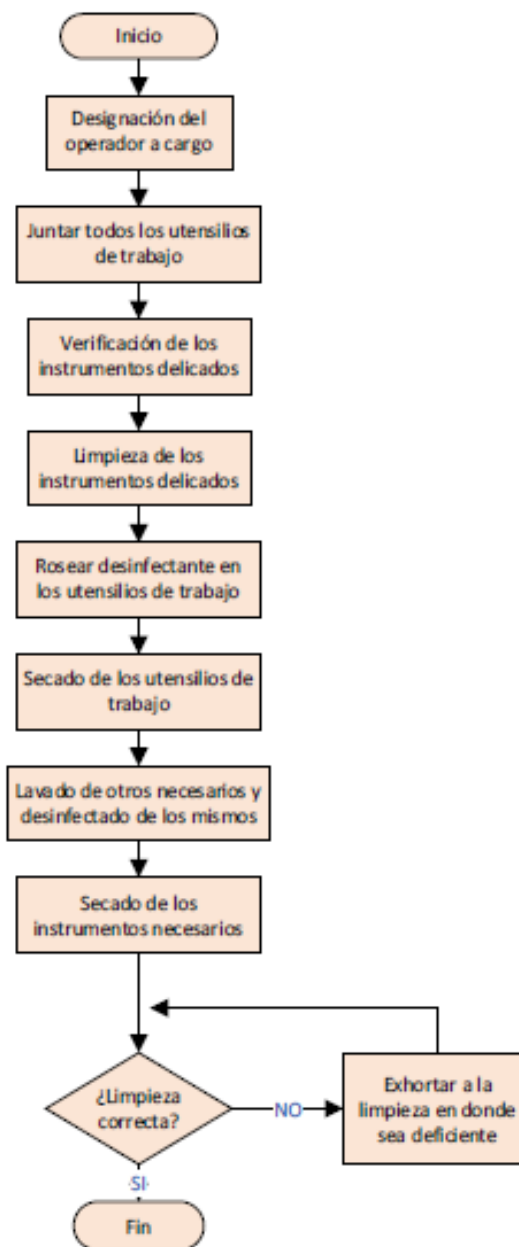 Inicio
Designación del
operador a cargo
Juntar todos los utensilios
de trabajo
Verificación de los
instrumentos delicados
Limpieza de los
instrumentos delicados
Rosear desinfectante en
los utensilios de trabajo
Secado de los utensilios de
trabajo
Lavado de otros necesarios y
desinfectado de los mismos
Secado de los
instrumentos necesarios
¿Limpieza
correcta?
NO
Exhortar a la
limpieza en donde
sea deficiente
SI
Fin